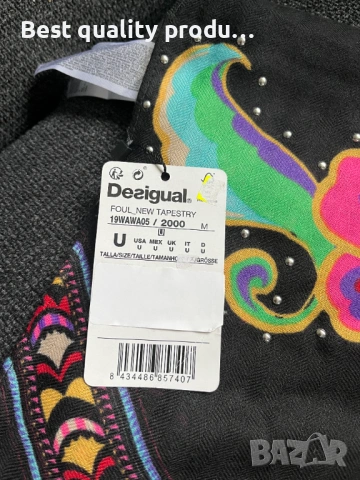 Best quality produ...
Desigual®
FOUL_NEW TAPESTRY
19WAWA05 / 2000 M
U
U USA MEX UK IT D
U U U U U
TALLA/SIZE/TAILLE/TAMANHO /GRÖSSE
8 434486 857407
BAZAR